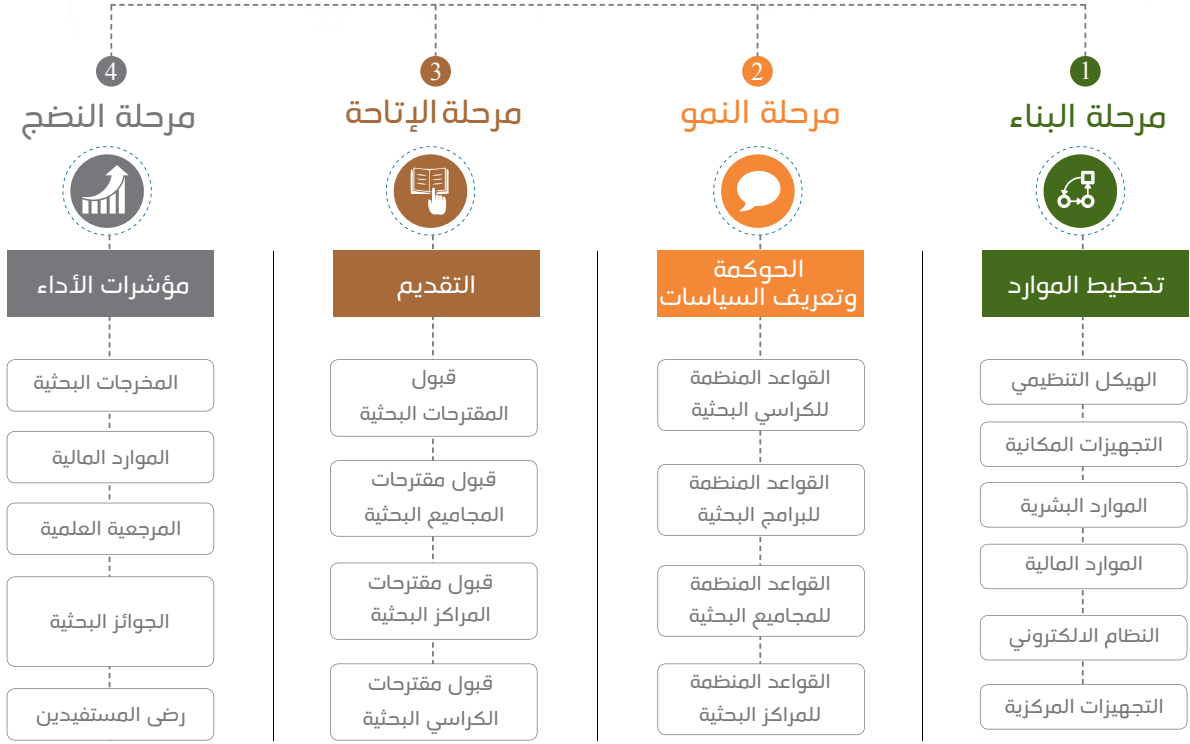 1
مرحلة البناء
تخطيط الموارد
الهيكل التنظيمي
التجهيزات المكانية
الموارد البشرية
الموارد المالية
النظام الالكتروني
التجهيزات المركزية
2
مرحلة النمو
الحوكمة
وتعريف السياسات
القواعد المنظمة
للكراسي البحثية
القواعد المنظمة
للبرامج البحثية
القواعد المنظمة
للمجاميع البحثية
القواعد المنظمة
للمراكز البحثية
3
مرحلة الإتاحة
التقديم
قبول
المقترحات البحثية
قبول مقترحات
المجاميع البحثية
قبول مقترحات
المراكز البحثية
قبول مقترحات
الكراسي البحثية
4
مرحلة النضج
مؤشرات الأداء
المخرجات البحثية
الموارد المالية
المرجعية العلمية
الجوائز البحثية
رضى المستفيدين